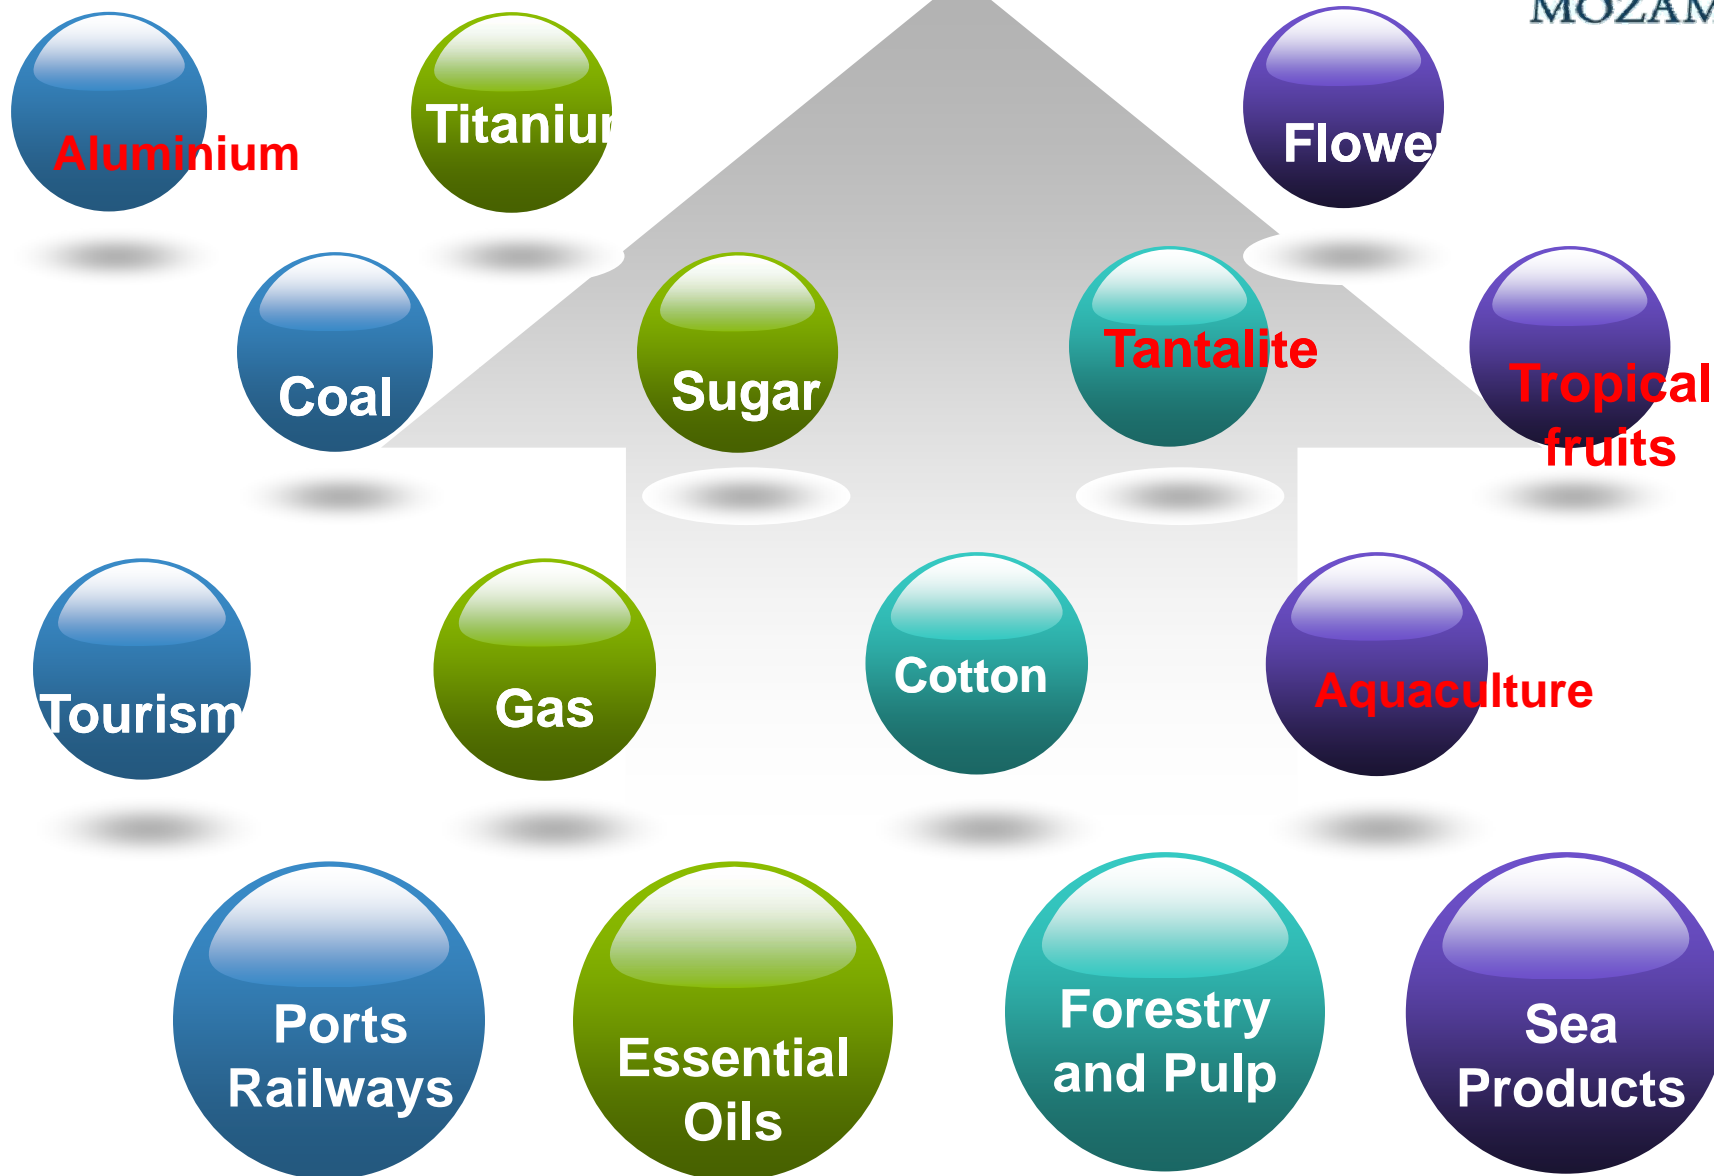 MOZAM
Aluminium
Titaniu
Flower
Coal
Sugar
Tantalite
Tropical
fruits
Tourism
Gas
Cotton
Aquaculture
Ports
Railways
Essential
Oils
Forestry
and Pulp
Sea
Products